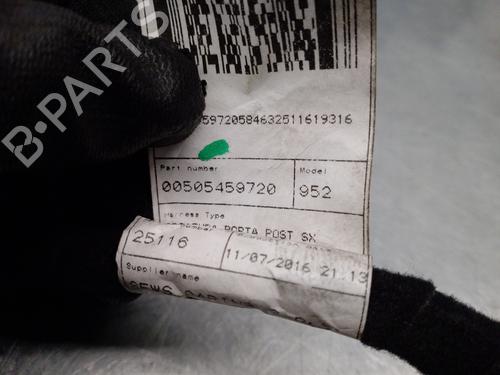 59720584632511619316
Part number
Model
00505459720
952
Harness Type
PORTA POST SX
25116
11/07/2016 21.13
Supplier name
B-PARTS